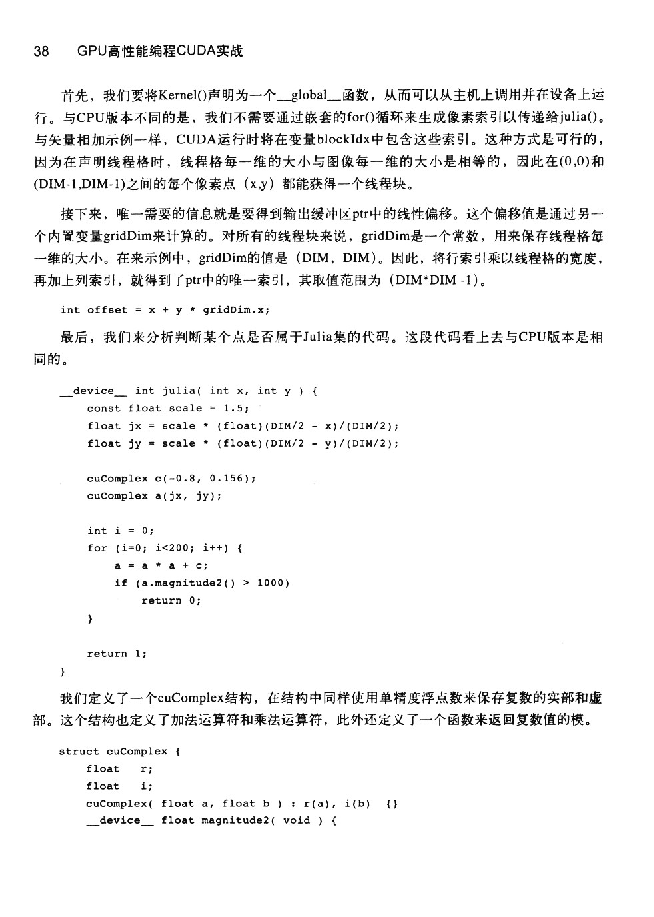 38 GPU高性能编程CUDA实战
首先，我们要将Kernel()声明为一个__global__函数，从而可以从主机上调用并在设备上运
行。与CPU版本不同的是，我们不需要通过嵌套的for()循环来生成像素索引以传递给julia()。
与矢量相加示例一样，CUDA运行时将在变量blockIdx中包含这些索引。这种方式是可行的，
因为在声明线程格时，线程格每一维的大小与图像每一维的大小是相等的，因此在(0,0)和
(DIM-1,DIM-1)之间的每个像素点（x,y）都能获得一个线程块。
接下来，唯一需要的信息就是要得到输出缓冲区ptr中的线性偏移。这个偏移值是通过另一
个内置变量gridDim来计算的。对所有的线程块来说，gridDim是一个常数，用来保存线程格每
一维的大小。在来示例中，gridDim的值是（DIM，DIM）。因此，将行索引乘以线程格的宽度，
再加上列索引，就得到了ptr中的唯一索引，其取值范围为（DIM*DIM -1）。
int offset = x + y * gridDim.x;
最后，我们来分析判断某个点是否属于Julia集的代码。这段代码看上去与CPU版本是相
同的。
__device__ int julia( int x, int y ) {
const float scale = 1.5;
float jx = scale * (float)(DIM/2 - x)/(DIM/2);
float jy = scale * (float)(DIM/2 - y)/(DIM/2);
cuComplex c(-0.8, 0.156);
cuComplex a(jx, jy);
int i = 0;
for (i=0; i<200; i++) {
a = a * a + c;
if (a.magnitude2() > 1000)
return 0;
}
return 1;
}
我们定义了一个cuComplex结构，在结构中同样使用单精度浮点数来保存复数的实部和虚
部。这个结构也定义了加法运算符和乘法运算符，此外还定义了一个函数来返回复数值的模。
struct cuComplex {
float r;
float i;
cuComplex( float a, float b ) : r(a), i(b) {}
__device__ float magnitude2( void ) {